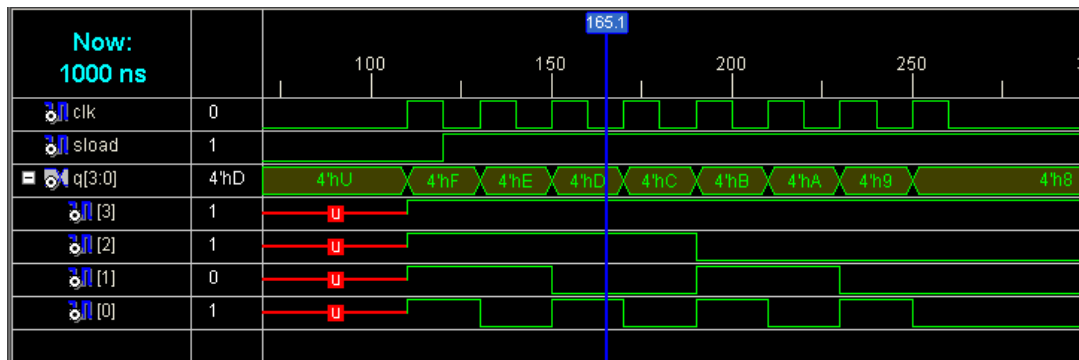 165.1
Now:
1000 ns
100 150 200 250
clk 0
sload 1
q[3:0] 4'hD 4'hU 4'hF 4'hE 4'hD 4'hC 4'hB 4'hA 4'h9 4'h8
[3] 1 U
[2] 1 U
[1] 0 U
[0] 1 U